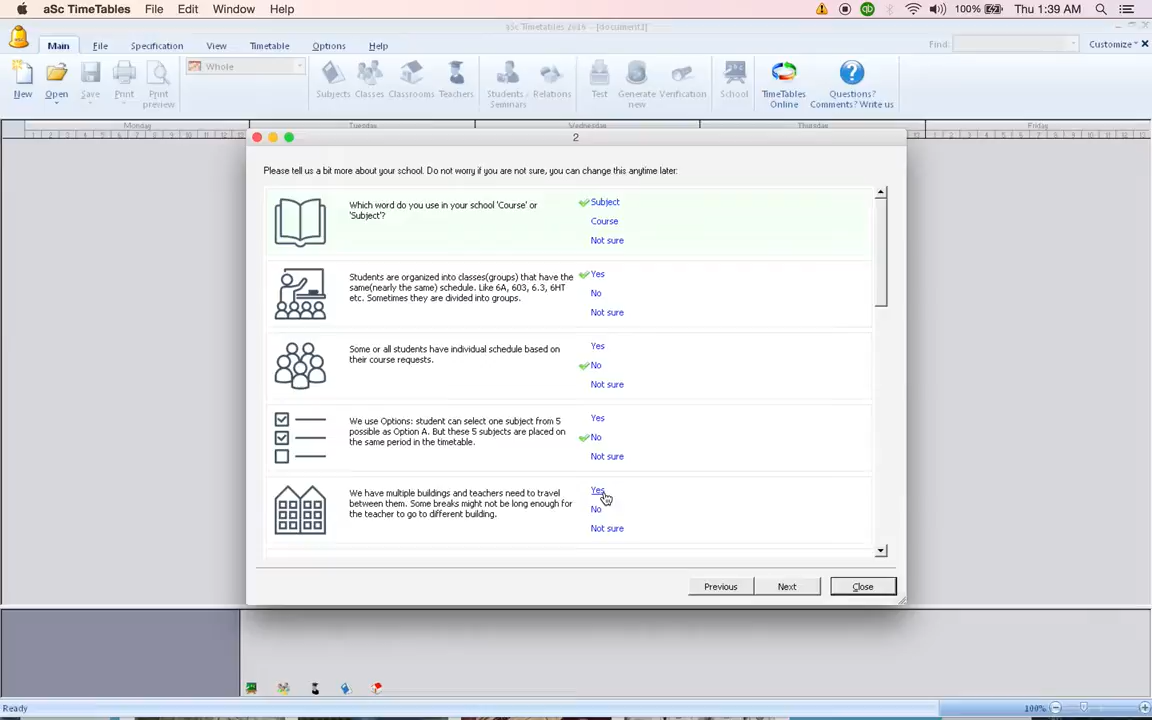 aSc TimeTables File Edit Window Help 100% Thu 1:39 AM
aSc Timetables 2016 - [document1]
Main File Specification View Timetable Options Help Find: Customize
Whole
New Open Save Print Print preview Subjects Classes Classrooms Teachers Students/ Seminars Relations Test Generate new Verification School TimeTables Online Questions? Comments? Write us
Monday Tuesday Wednesday Thursday Friday
2
Please tell us a bit more about your school. Do not worry if you are not sure, you can change this anytime later:
Which word do you use in your school 'Course' or
'Subject'?
Subject
Course
Not sure
Students are organized into classes(groups) that have the
same(nearly the same) schedule. Like 6A, 603, 6.3, 6HT
etc. Sometimes they are divided into groups.
Yes
No
Not sure
Some or all students have individual schedule based on
their course requests.
Yes
No
Not sure
We use Options: student can select one subject from 5
possible as Option A. But these 5 subjects are placed on
the same period in the timetable.
Yes
No
Not sure
We have multiple buildings and teachers need to travel
between them. Some breaks might not be long enough for
the teacher to go to different building.
Yes
No
Not sure
Previous Next Close
Ready 100%